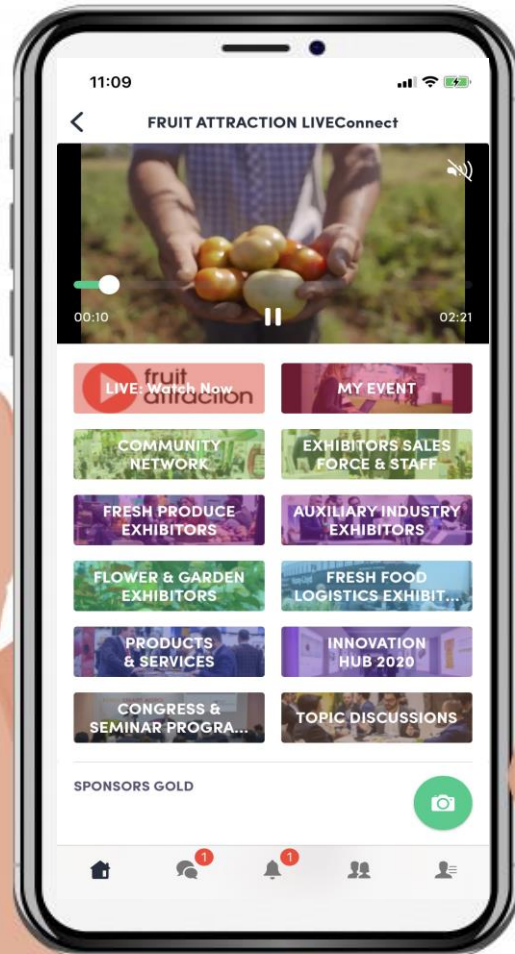 11:09
FRUIT ATTRACTION LIVEConnect
00:10
02:21
fruit
attraction
LIVE: Watch Now
MY EVENT
COMMUNITY
NETWORK
EXHIBITORS SALES
FORCE & STAFF
FRESH PRODUCE
EXHIBITORS
AUXILIARY INDUSTRY
EXHIBITORS
FLOWER & GARDEN
EXHIBITORS
FRESH FOOD
LOGISTICS EXHIBIT...
PRODUCTS
& SERVICES
INNOVATION
HUB 2020
CONGRESS &
SEMINAR PROGRA...
TOPIC DISCUSSIONS
SPONSORS GOLD
1
1